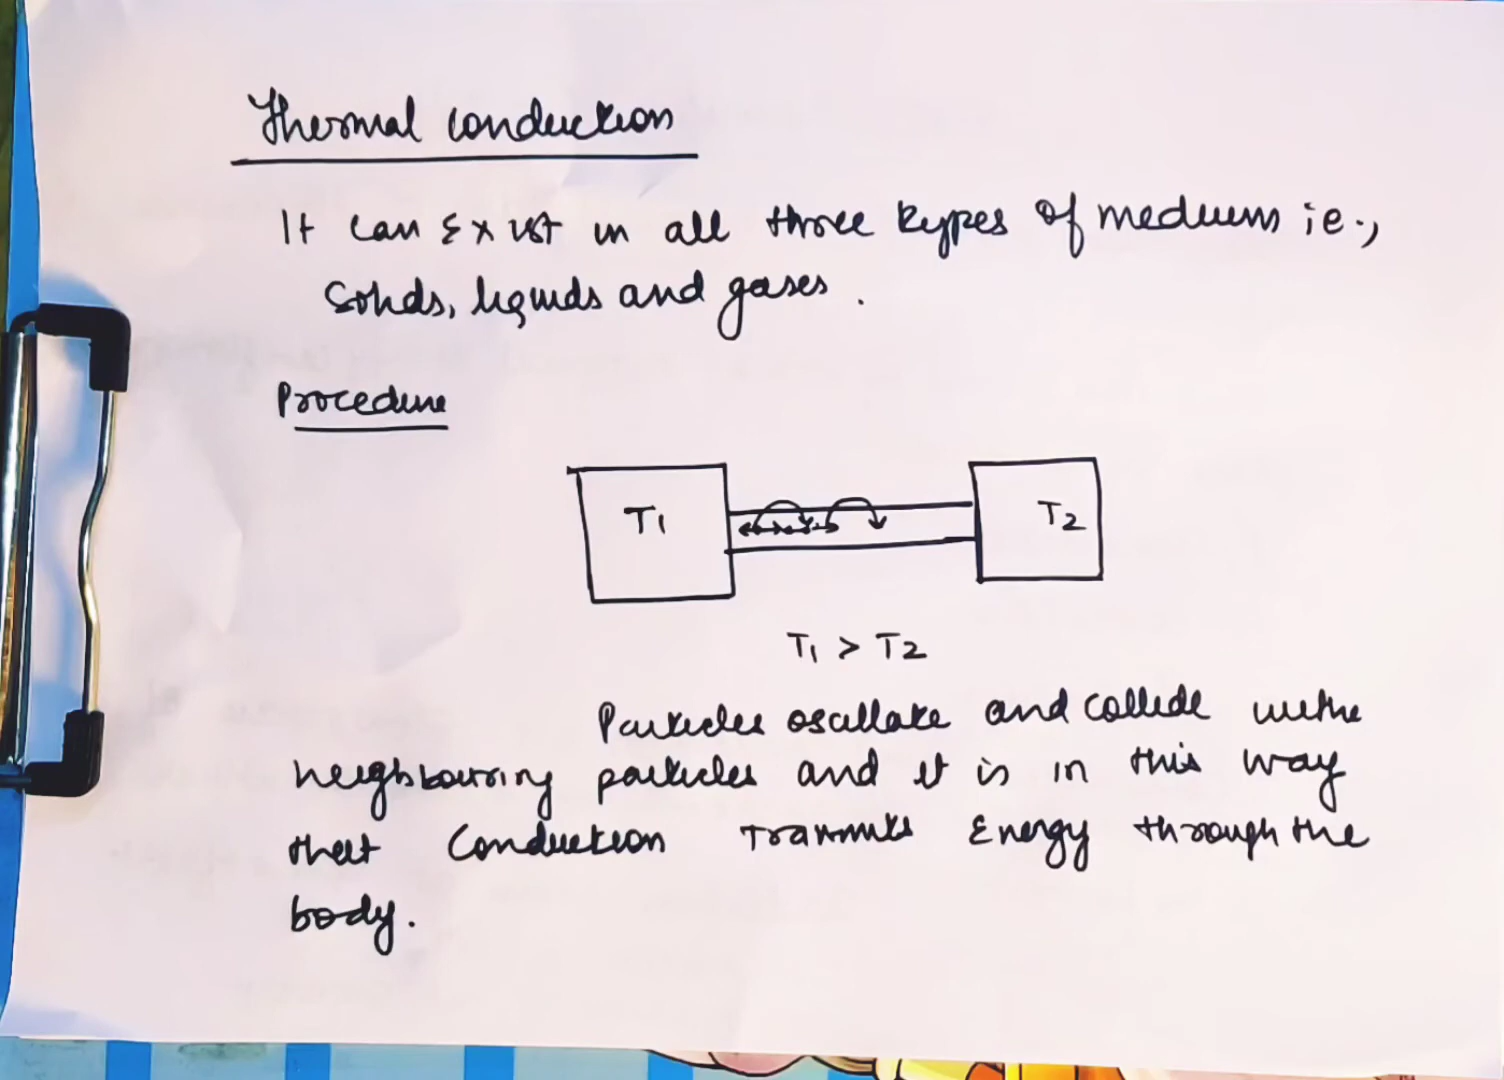 Thermal conduction
It can Exist in all three types of medium ie.,
Solids, liquids and gases.
Procedure
T1 T2
T1 > T2
Particles oscillate and collide with
neighbouring particles and it is in this way
that Conduction Transmits Energy through the
body.